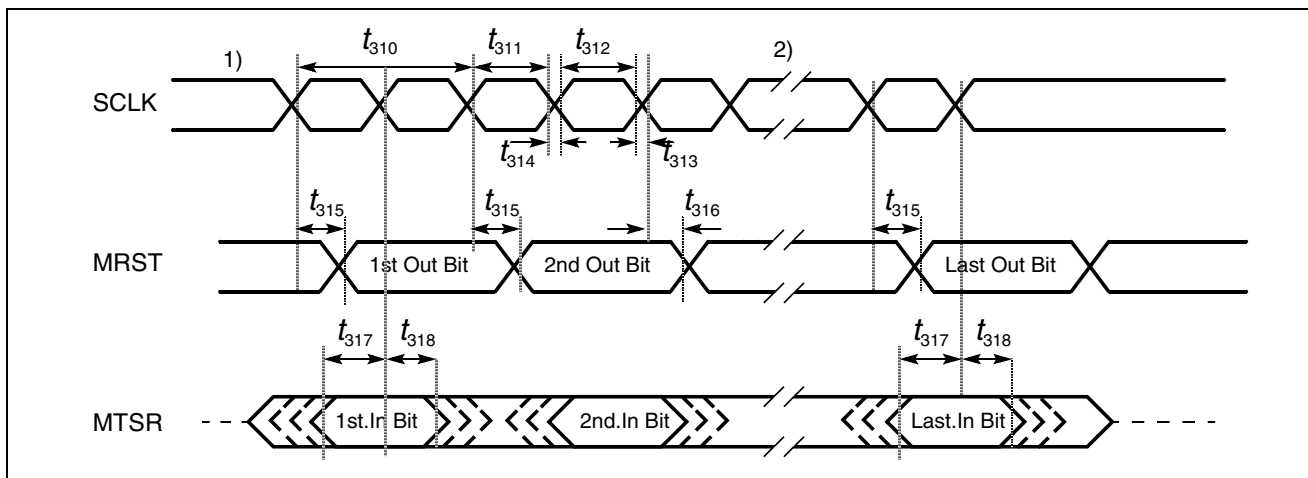 1) t310 t311 t312 2)
SCLK
t314 t313
t315 t315 t316 t315
MRST 1st Out Bit 2nd Out Bit Last Out Bit
t317 t318 t317 t318
MTSR 1st.In Bit 2nd.In Bit Last.In Bit